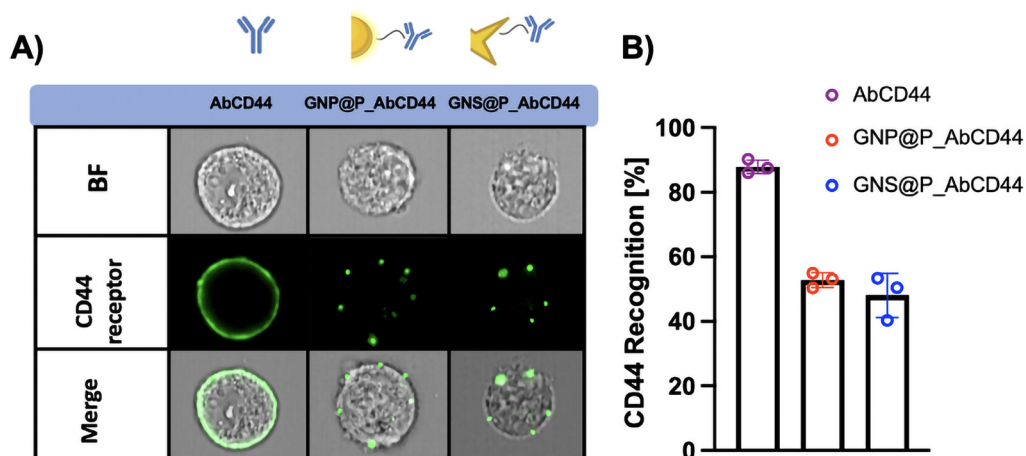 A)
AbCD44
GNP@P_AbCD44
GNS@P_AbCD44
BF
CD44
receptor
Merge
B)
AbCD44
GNP@P_AbCD44
GNS@P_AbCD44
CD44 Recognition [%]
100
80
60
40
20
0